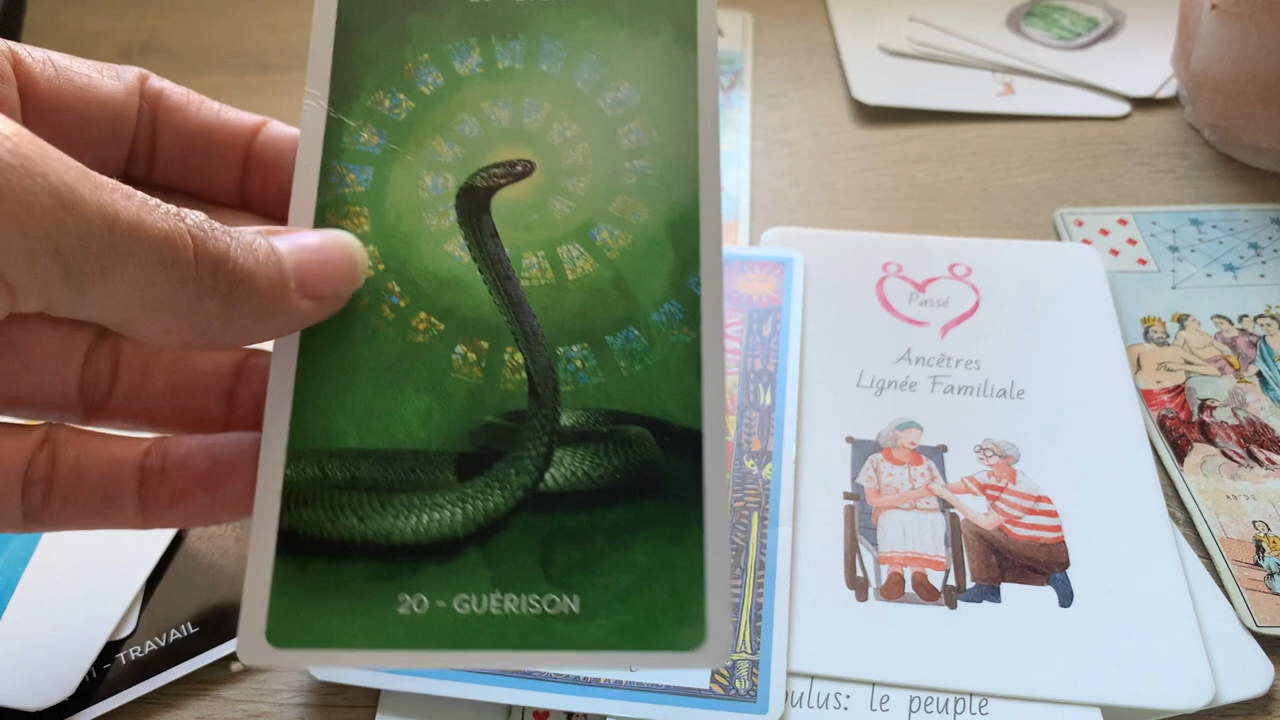 20 - GUÉRISON
Passé
Ancêtres
Lignée Familiale
- TRAVAIL
ulus: le peuple